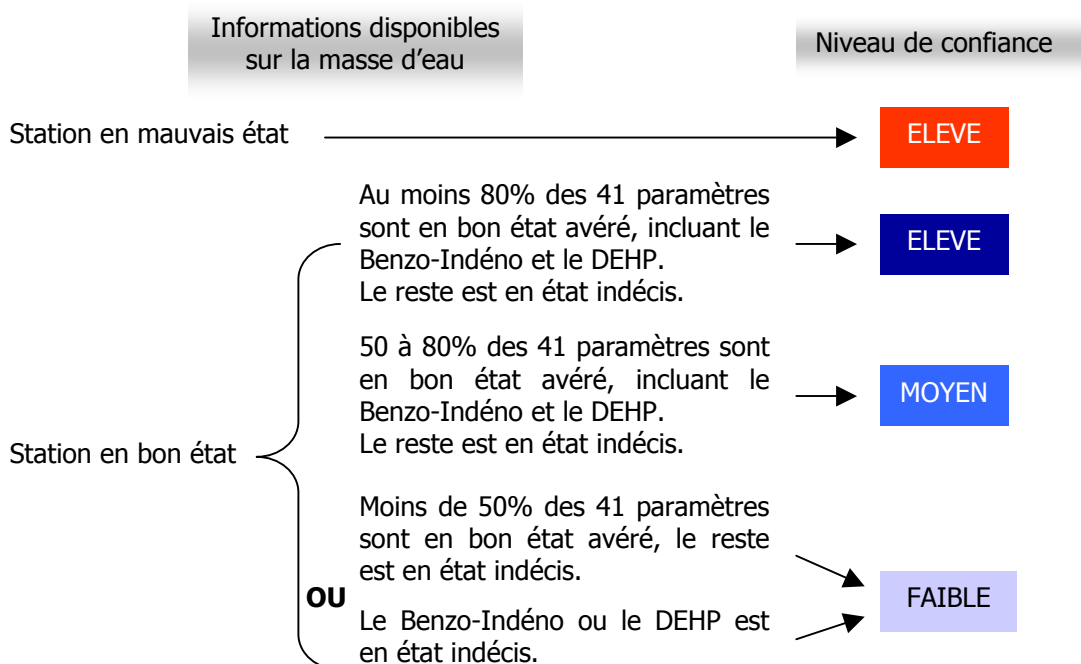 Informations disponibles
sur la masse d'eau
Niveau de confiance
Station en mauvais état
ELEVE
Au moins 80% des 41 paramètres
sont en bon état avéré, incluant le
Benzo-Indéno et le DEHP.
Le reste est en état indécis.
ELEVE
50 à 80% des 41 paramètres sont
en bon état avéré, incluant le
Benzo-Indéno et le DEHP.
Le reste est en état indécis.
MOYEN
Station en bon état
Moins de 50% des 41 paramètres
sont en bon état avéré, le reste
est en état indécis.
OU
FAIBLE
Le Benzo-Indéno ou le DEHP est
en état indécis.